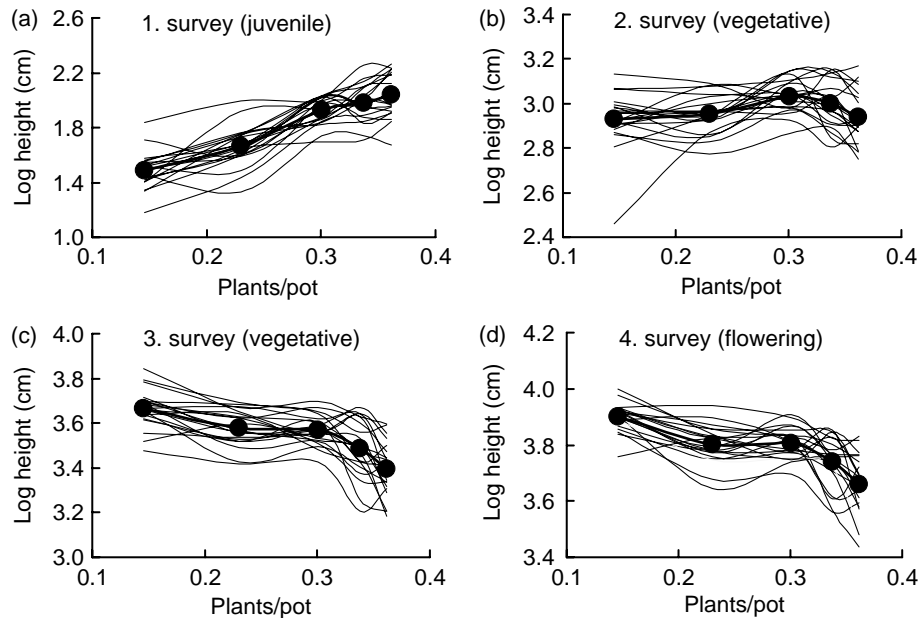 (a)
1. survey (juvenile)
Log height (cm)
2.6
2.2
1.8
1.4
1.0
0.1
0.2
0.3
0.4
Plants/pot
(b)
2. survey (vegetative)
Log height (cm)
3.4
3.2
3.0
2.8
2.6
2.4
0.1
0.2
0.3
0.4
Plants/pot
(c)
3. survey (vegetative)
Log height (cm)
4.0
3.8
3.6
3.4
3.2
3.0
0.1
0.2
0.3
0.4
Plants/pot
(d)
4. survey (flowering)
Log height (cm)
4.2
4.0
3.8
3.6
3.4
0.1
0.2
0.3
0.4
Plants/pot